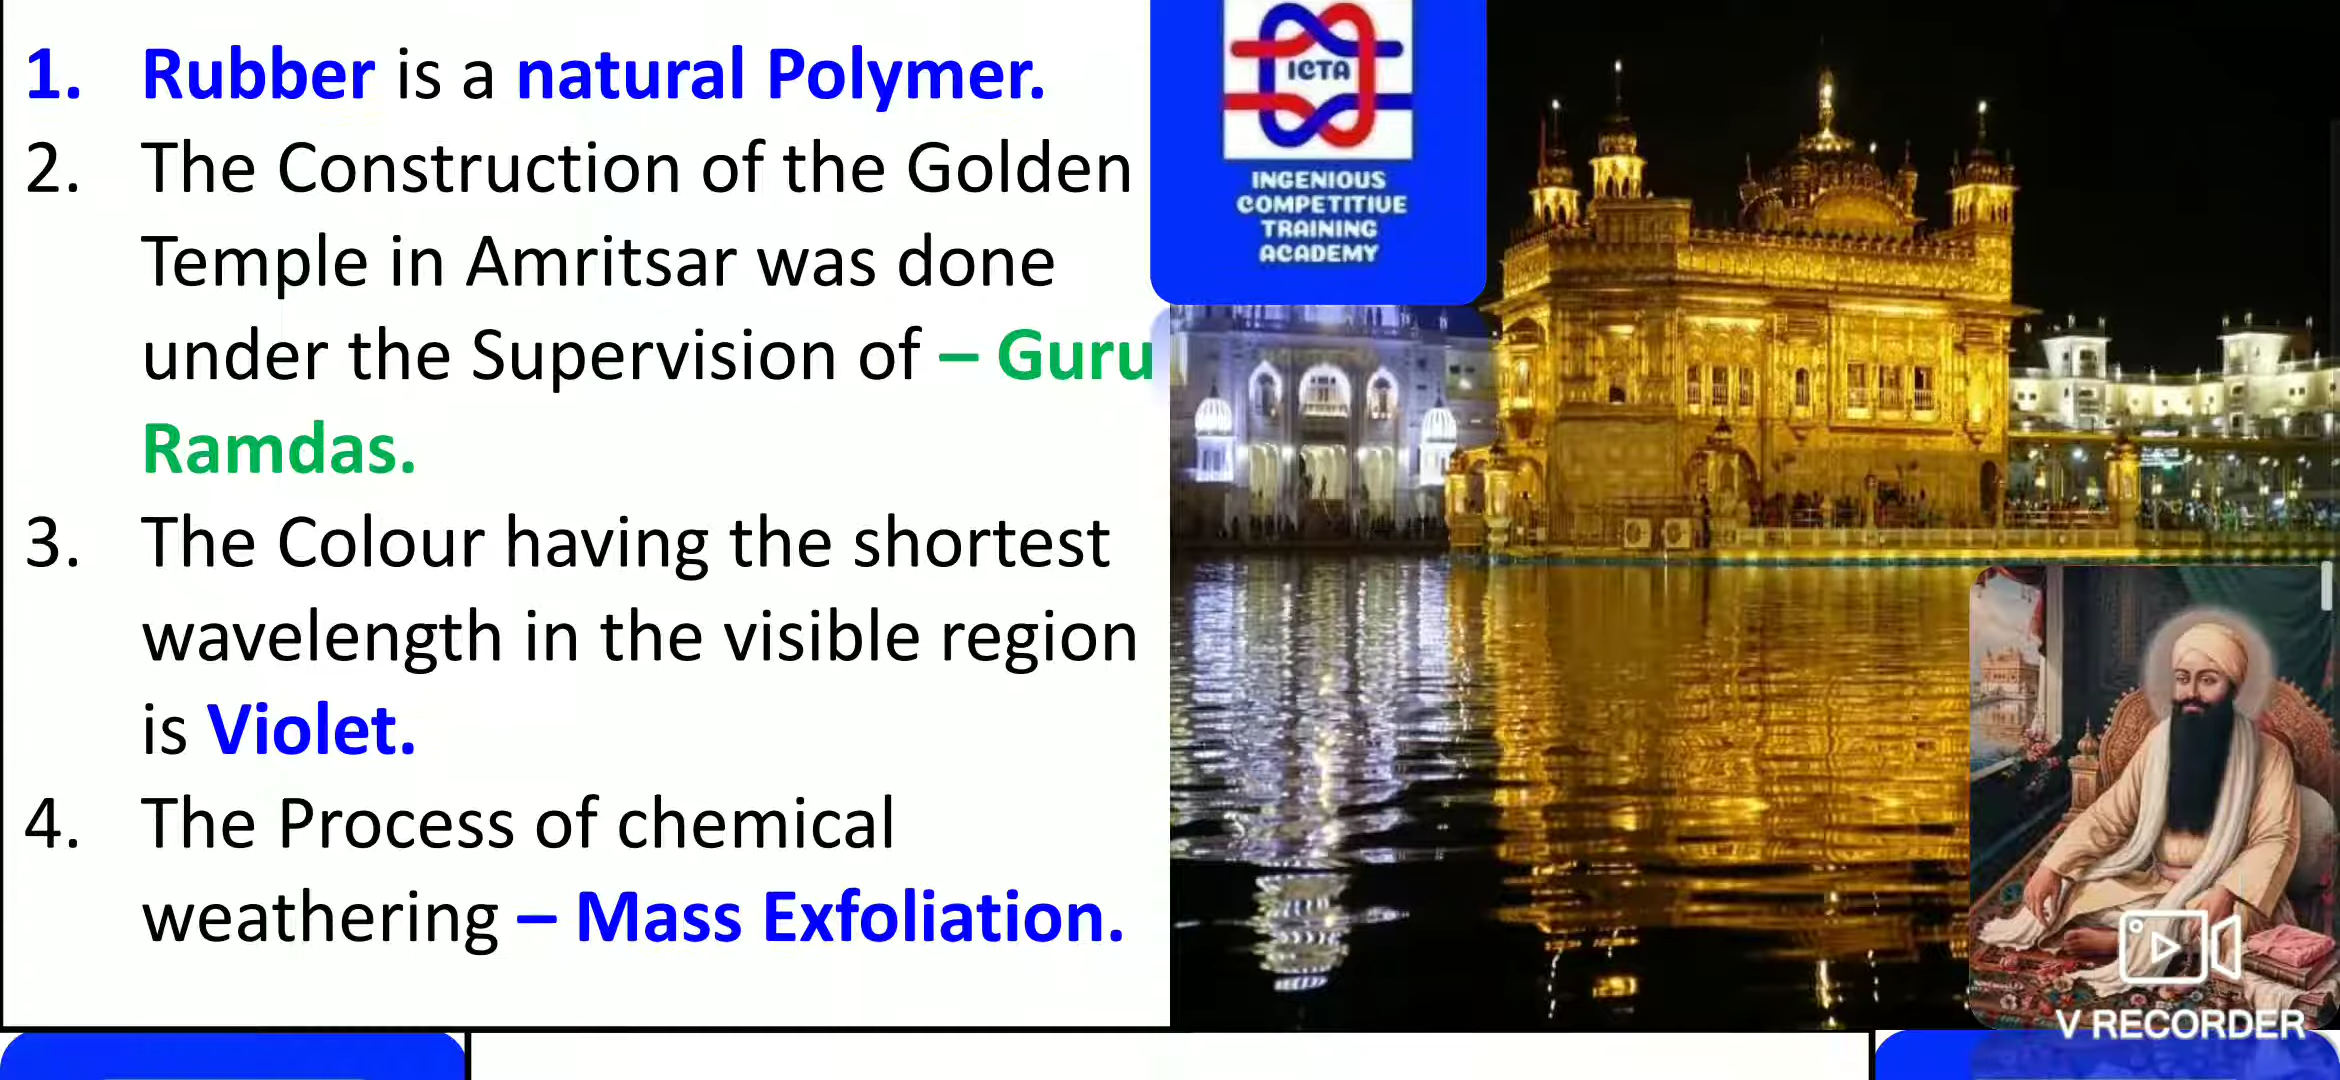 1. Rubber is a natural Polymer.
2. The Construction of the Golden
Temple in Amritsar was done
under the Supervision of – Guru
Ramdas.
3. The Colour having the shortest
wavelength in the visible region
is Violet.
4. The Process of chemical
weathering – Mass Exfoliation.
ICTA
INGENIOUS
COMPETITIVE
TRAINING
ACADEMY
V RECORDER